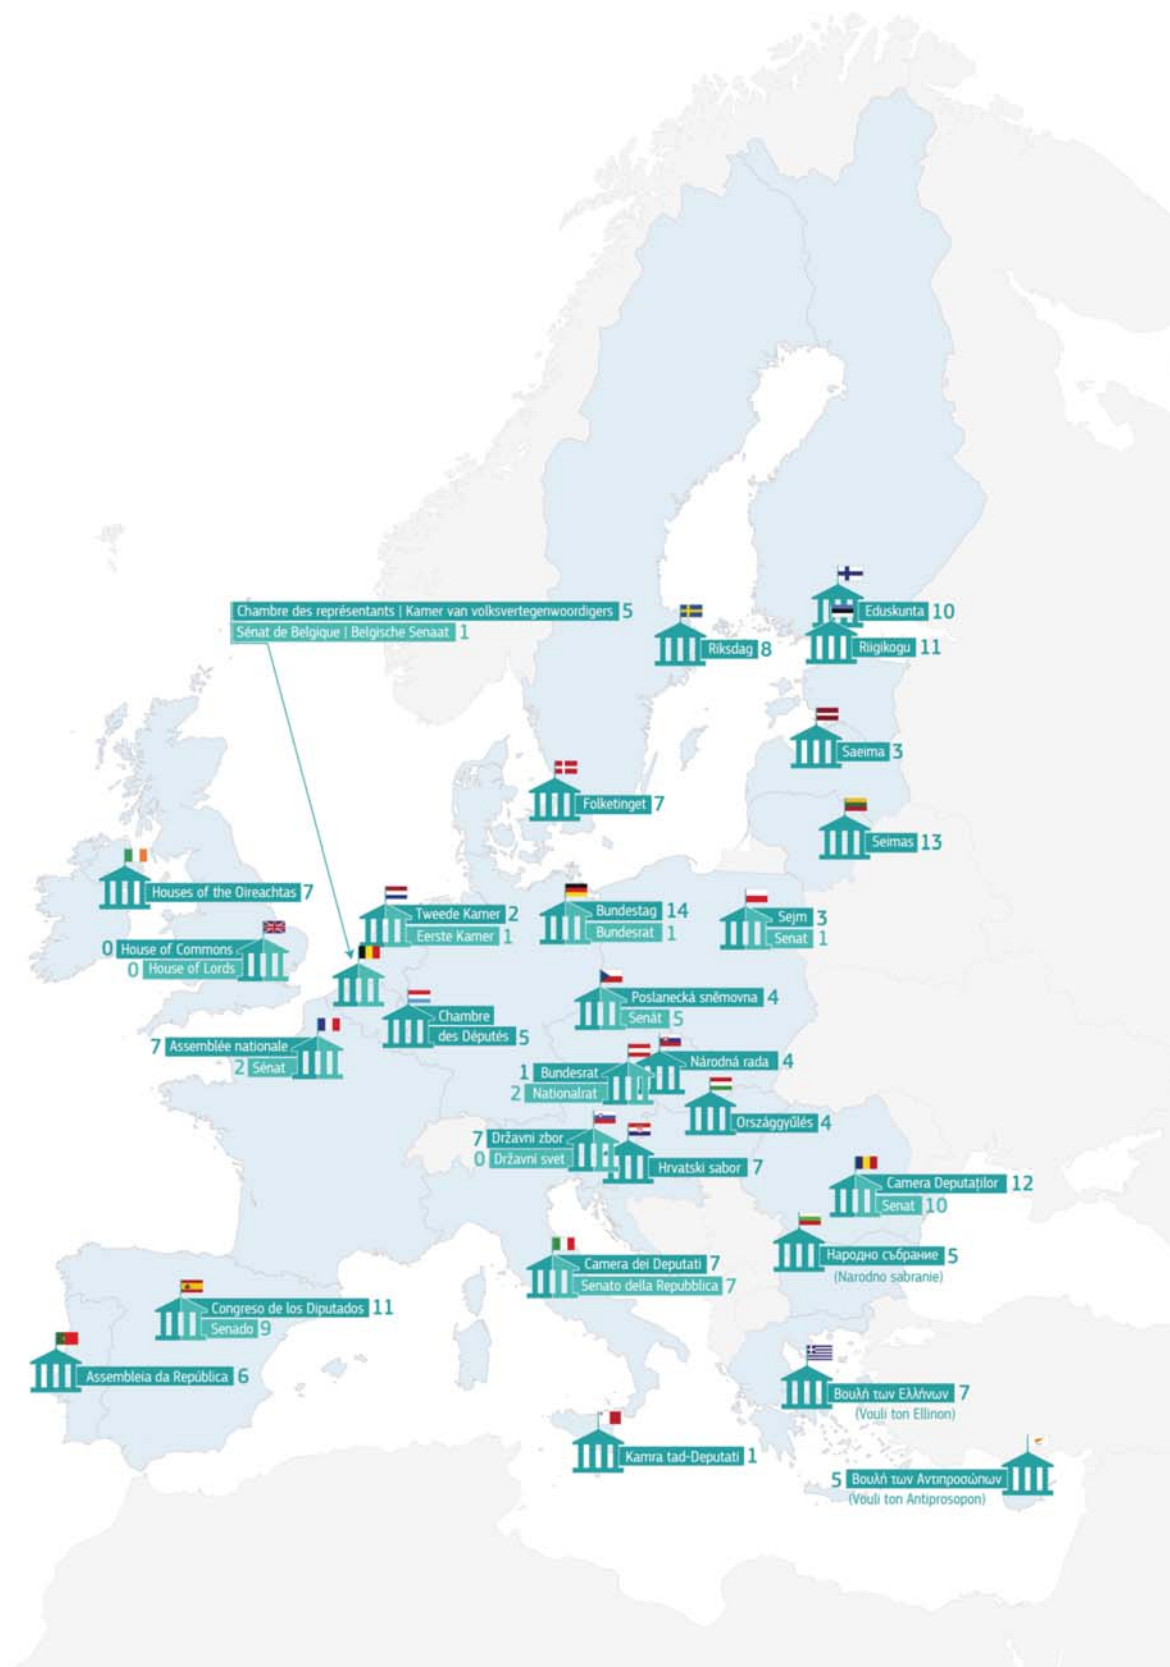 Eduskunta 10
Chambre des représentants | Kamer van volksvertegenwoordigers 5
Sénat de Belgique | Belgische Senaat 1
Riksdag 8
Riigikogu 11
Saeima 3
Folketinget 7
Seimas 13
Houses of the Oireachtas 7
Tweede Kamer 2
Eerste Kamer 1
Bundestag 14
Bundesrat 1
Sejm 3
Senat 1
0 House of Commons
0 House of Lords
Poslanecká sněmovna 4
Senát 5
Chambre
des Députés 5
7 Assemblée nationale
2 Sénat
Národná rada 4
1 Bundesrat
2 Nationalrat
Országgyűlés 4
7 Državni zbor
0 Državni svet
Hrvatski sabor 7
Camera Deputaților 12
Senat 10
Народно събрание 5
(Narodno sabranie)
Camera dei Deputati 7
Senato della Repubblica 7
Congreso de los Diputados 11
Senado 9
Assembleia da República 6
Βουλή των Ελλήνων 7
(Vouli ton Ellinon)
Kamra tad-Deputati 1
5 Βουλή των Αντιπροσώπων
(Vouli ton Antiprosopon)